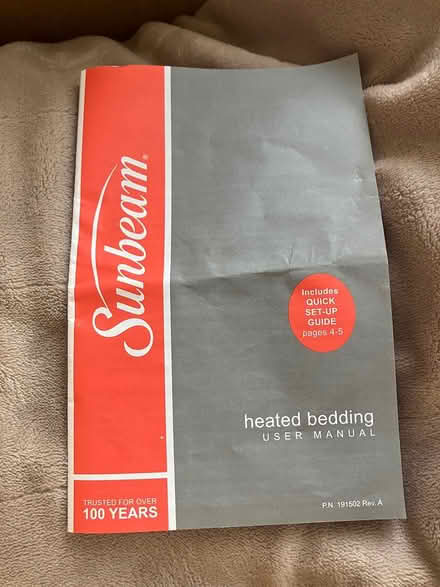 Sunbeam®
Includes
QUICK
SET-UP
GUIDE
pages 4-5
heated bedding
USER MANUAL
TRUSTED FOR OVER
100 YEARS
P.N. 191502 Rev. A